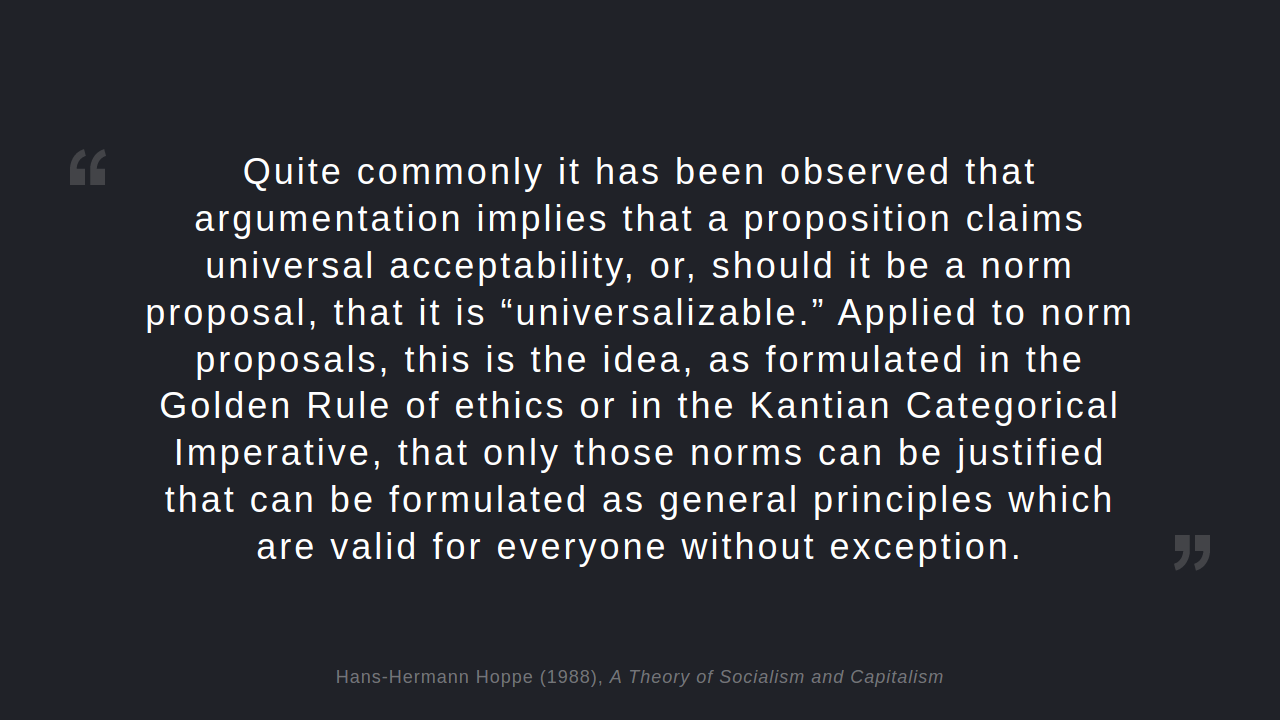 “
Quite commonly it has been observed that
argumentation implies that a proposition claims
universal acceptability, or, should it be a norm
proposal, that it is “universalizable.” Applied to norm
proposals, this is the idea, as formulated in the
Golden Rule of ethics or in the Kantian Categorical
Imperative, that only those norms can be justified
that can be formulated as general principles which
are valid for everyone without exception.
”
Hans-Hermann Hoppe (1988), A Theory of Socialism and Capitalism